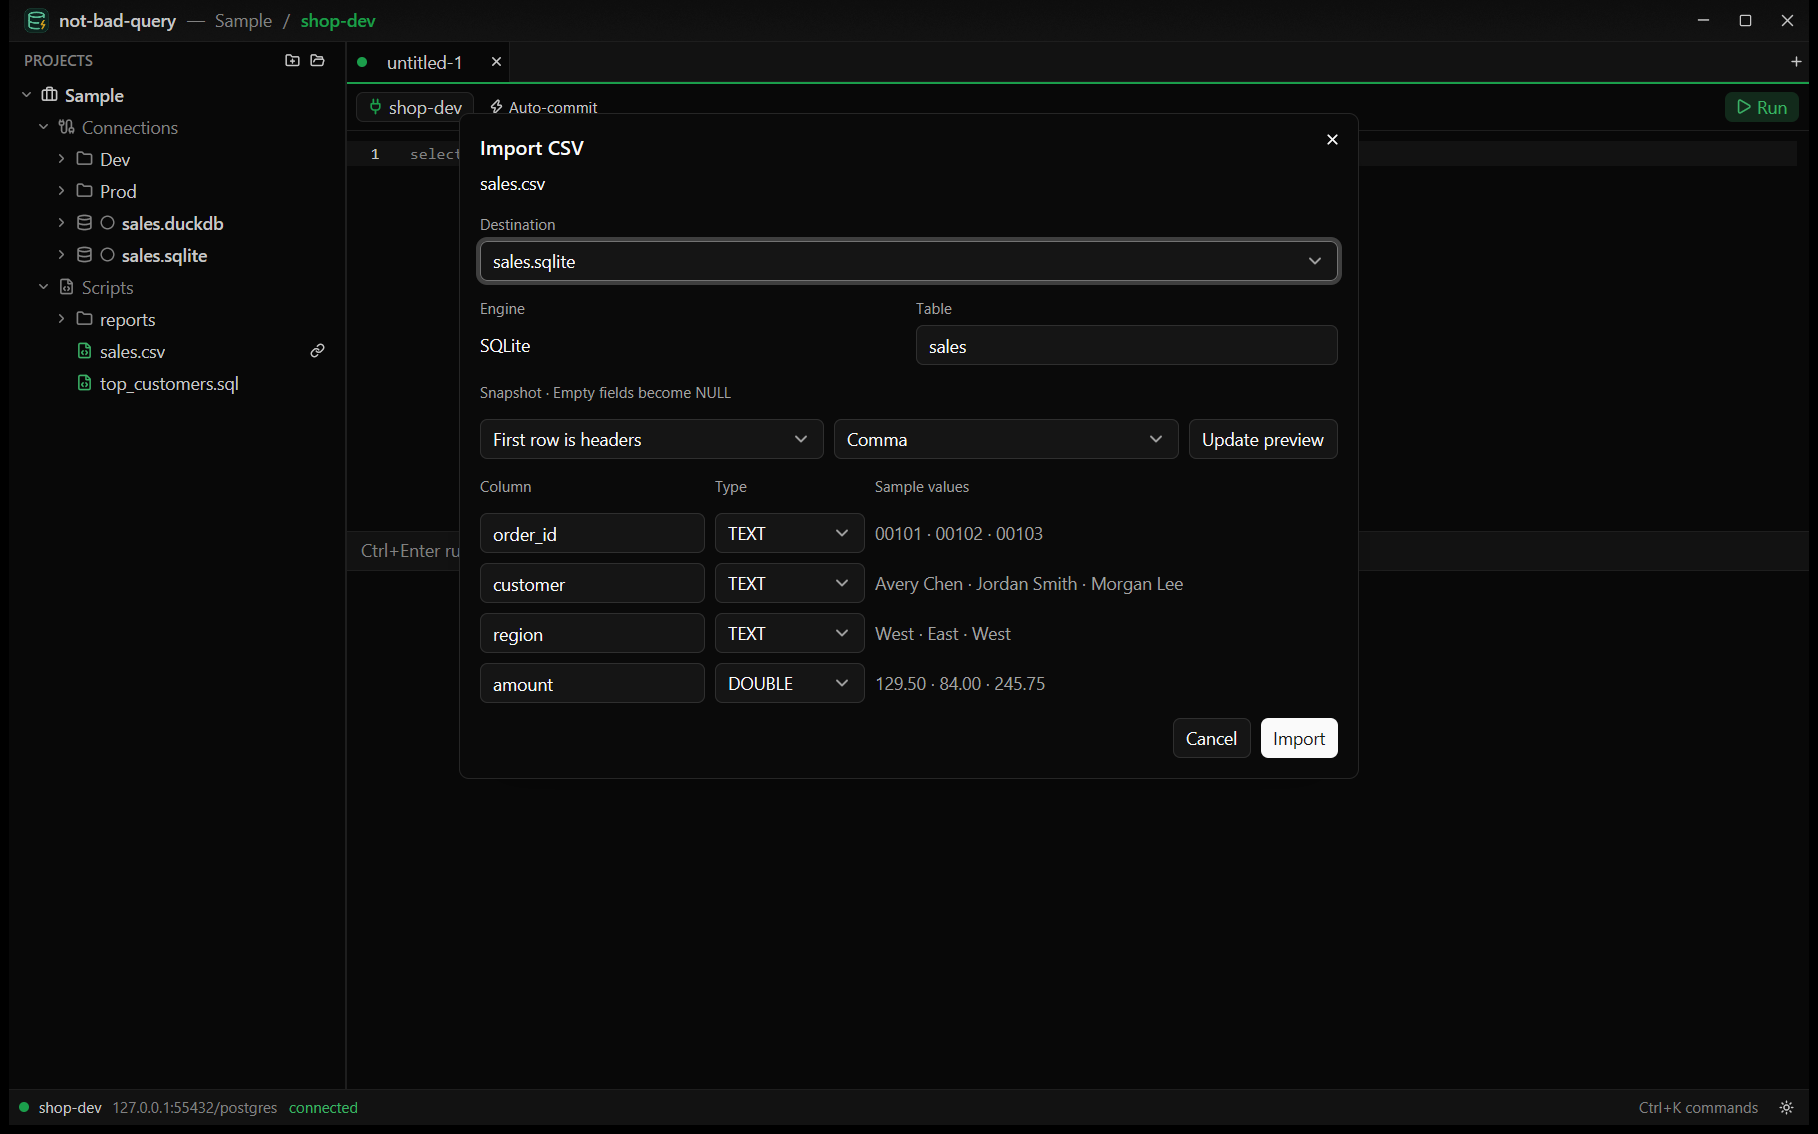 not-bad-query — Sample / shop-dev
PROJECTS
Sample
Connections
Dev
Prod
sales.duckdb
sales.sqlite
Scripts
reports
sales.csv
top_customers.sql
untitled-1
shop-dev
Auto-commit
Run
1 select
Ctrl+Enter ru
Import CSV
sales.csv
Destination
sales.sqlite
Engine Table
SQLite sales
Snapshot · Empty fields become NULL
First row is headers Comma Update preview
Column Type Sample values
order_id TEXT 00101 · 00102 · 00103
customer TEXT Avery Chen · Jordan Smith · Morgan Lee
region TEXT West · East · West
amount DOUBLE 129.50 · 84.00 · 245.75
Cancel Import
shop-dev 127.0.0.1:55432/postgres connected
Ctrl+K commands